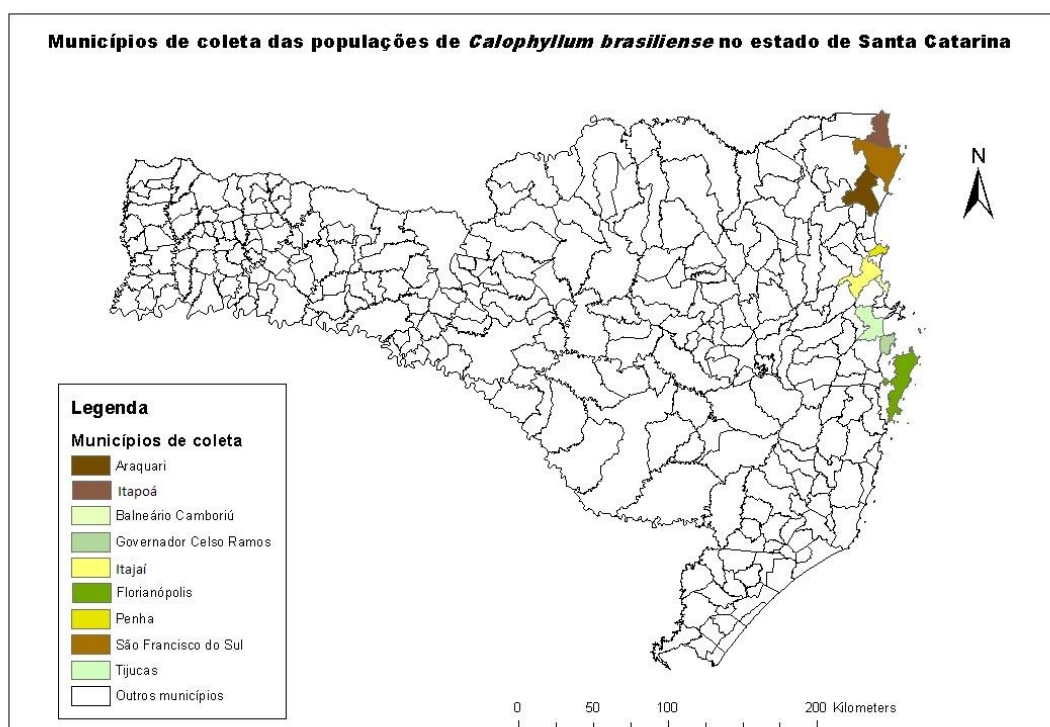 Municípios de coleta das populações de Calophyllum brasiliense no estado de Santa Catarina
N
Legenda
Municípios de coleta
Araquari
Itapoá
Balneário Camboriú
Governador Celso Ramos
Itajaí
Florianópolis
Penha
São Francisco do Sul
Tijucas
Outros municípios
0 50 100 200 Kilometers